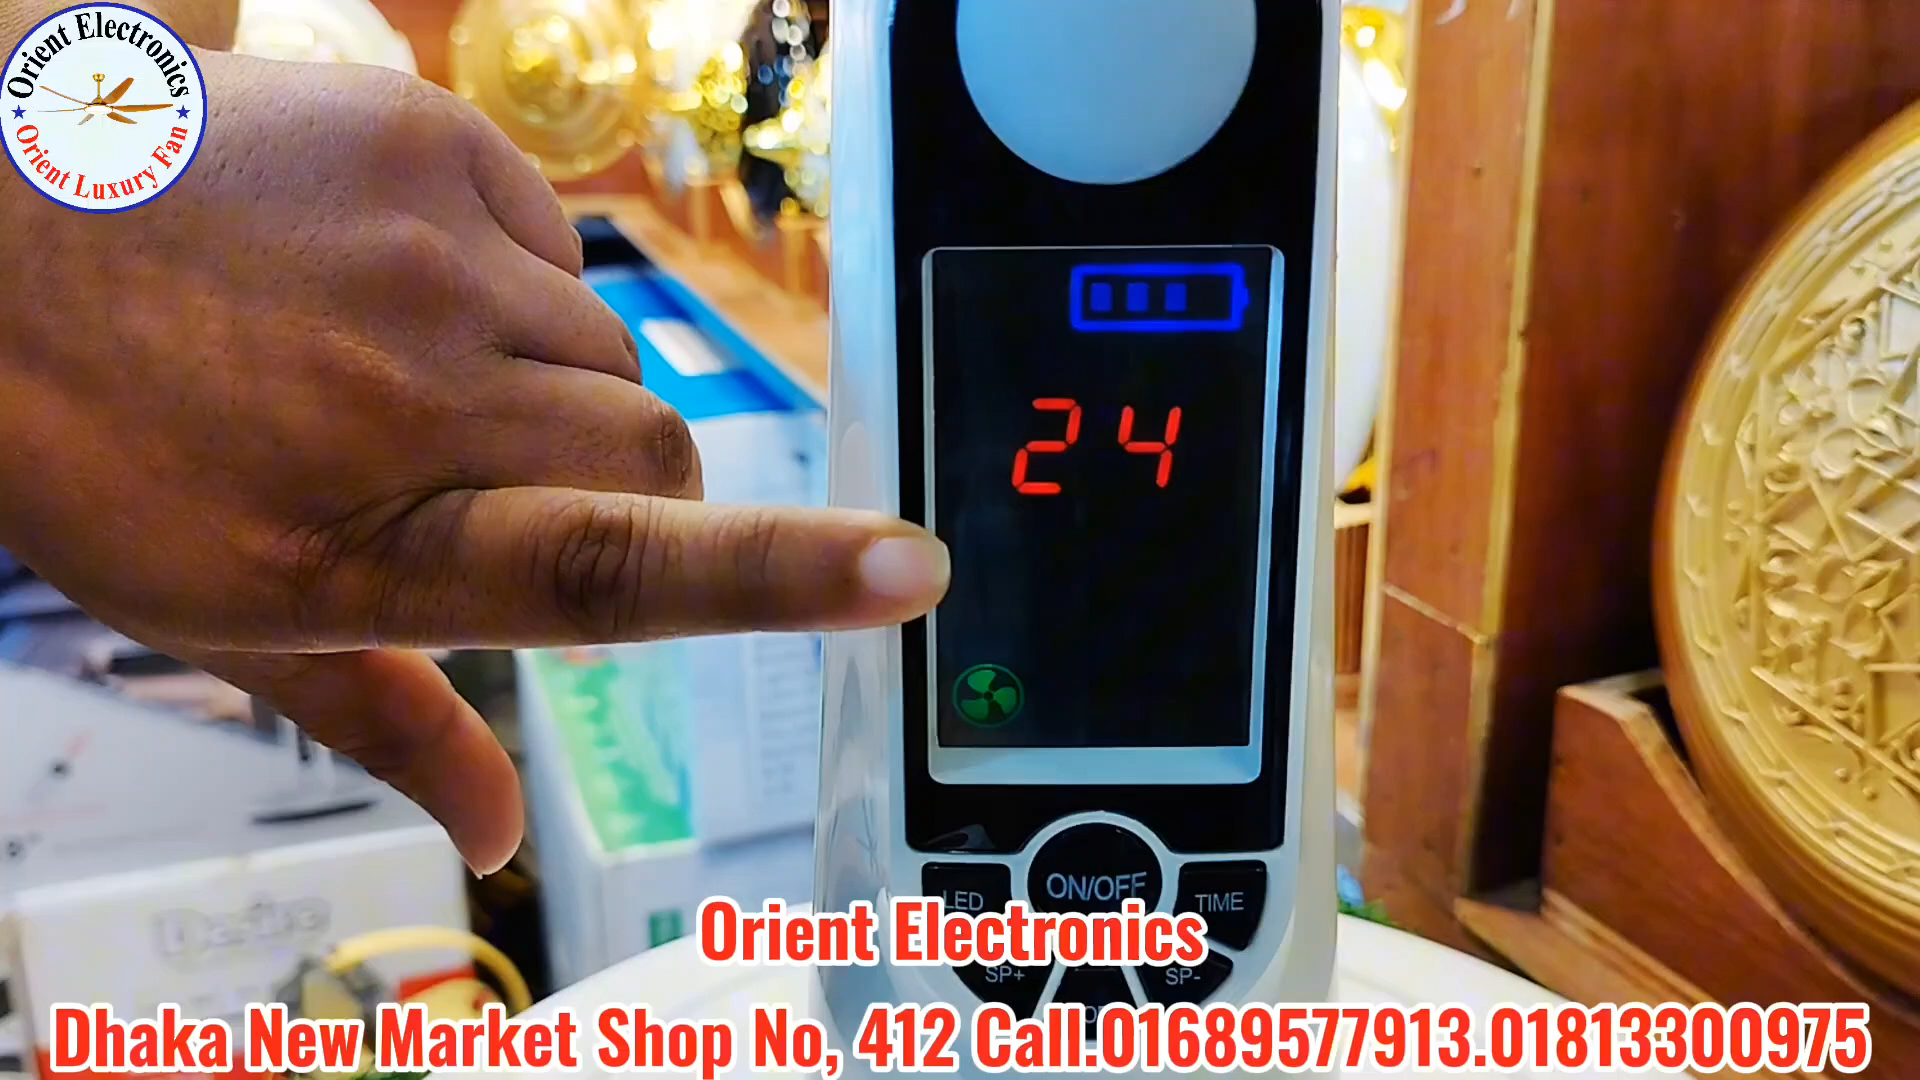 Orient Electronics
Orient Luxury Fan
24
ON/OFF
LED
TIME
SP+
SP-
Orient Electronics
Dhaka New Market Shop No, 412 Call.01689577913.01813300975